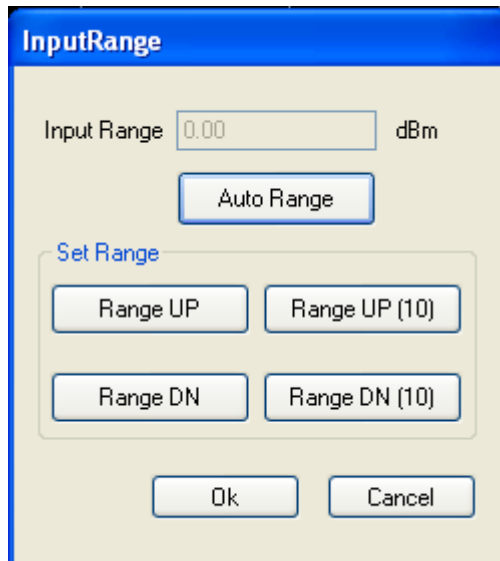 InputRange
Input Range 0.00 dBm
Auto Range
Set Range
Range UP Range UP (10)
Range DN Range DN (10)
Ok Cancel